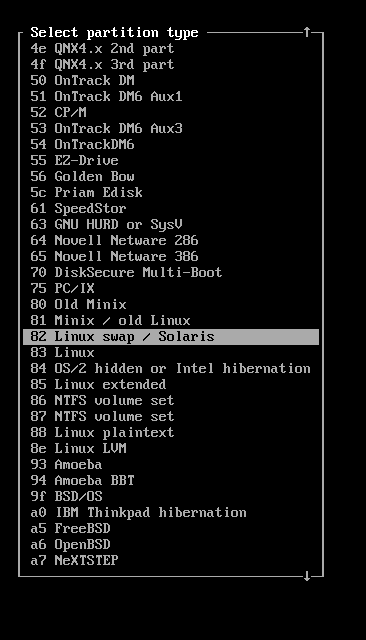 Select partition type
4e QNX4.x 2nd part
4f QNX4.x 3rd part
50 OnTrack DM
51 OnTrack DM6 Aux1
52 CP/M
53 OnTrack DM6 Aux3
54 OnTrackDM6
55 EZ-Drive
56 Golden Bow
5c Priam Edisk
61 SpeedStor
63 GNU HURD or SysV
64 Novell Netware 286
65 Novell Netware 386
70 DiskSecure Multi-Boot
75 PC/IX
80 Old Minix
81 Minix / old Linux
82 Linux swap / Solaris
83 Linux
84 OS/2 hidden or Intel hibernation
85 Linux extended
86 NTFS volume set
87 NTFS volume set
88 Linux plaintext
8e Linux LVM
93 Amoeba
94 Amoeba BBT
9f BSD/OS
a0 IBM Thinkpad hibernation
a5 FreeBSD
a6 OpenBSD
a7 NeXTSTEP